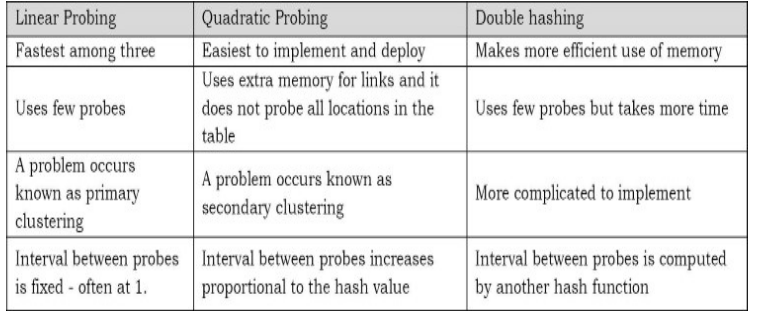 Linear Probing
Quadratic Probing
Double hashing
Fastest among three
Easiest to implement and deploy
Makes more efficient use of memory
Uses few probes
Uses extra memory for links and it
does not probe all locations in the
table
Uses few probes but takes more time
A problem occurs
known as primary
clustering
A problem occurs known as
secondary clustering
More complicated to implement
Interval between probes
is fixed - often at 1.
Interval between probes increases
proportional to the hash value
Interval between probes is computed
by another hash function